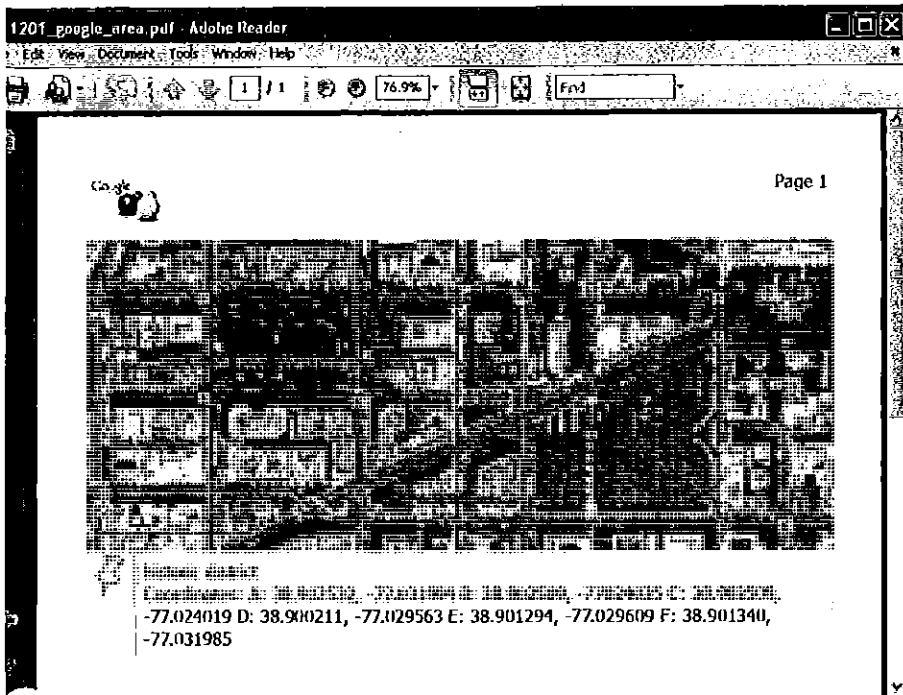 1201_google_area.pdf - Adobe Reader
Edit View Document Tools Window Help
1 / 1 76.9% Find
Google
Page 1
-77.024019 D: 38.900211, -77.029563 E: 38.901294, -77.029609 F: 38.901340,
-77.031985